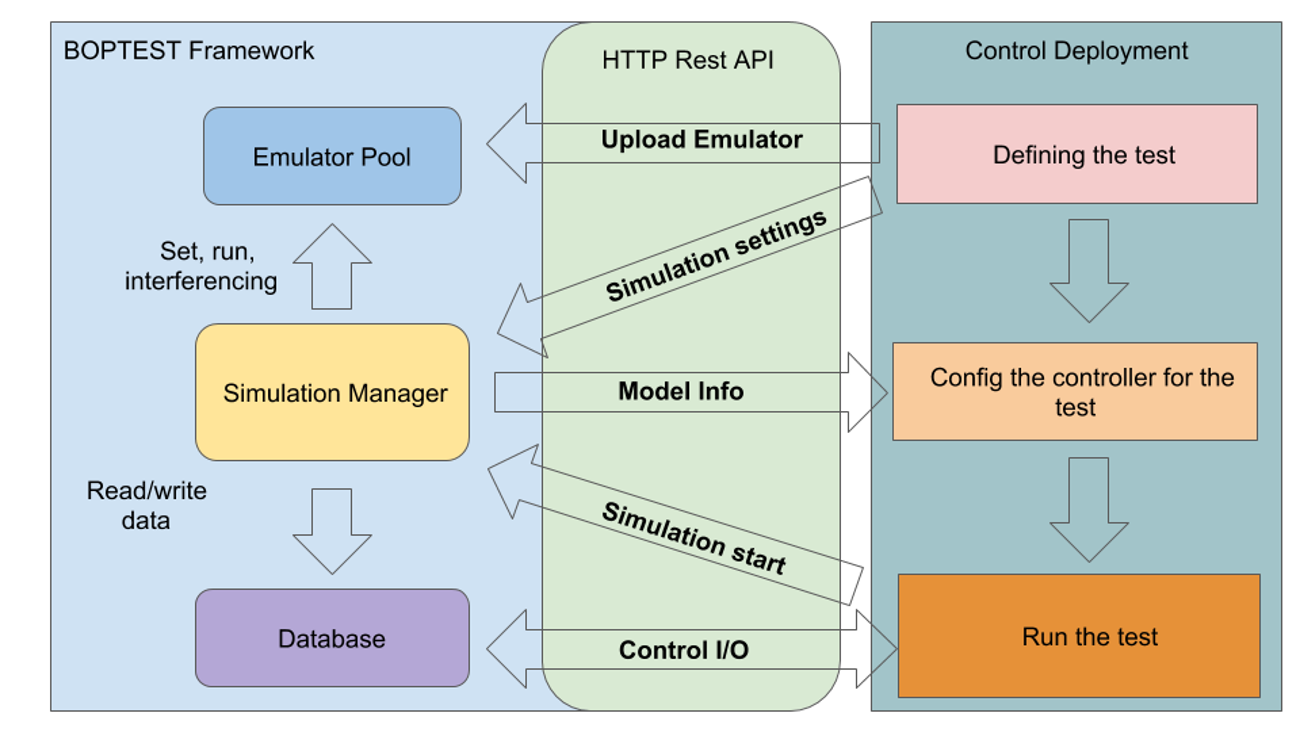 BOPTEST Framework
HTTP Rest API
Control Deployment
Emulator Pool
Upload Emulator
Defining the test
Set, run,
interferencing
Simulation settings
Simulation Manager
Model Info
Config the controller for the
test
Read/write
data
Simulation start
Database
Control I/O
Run the test